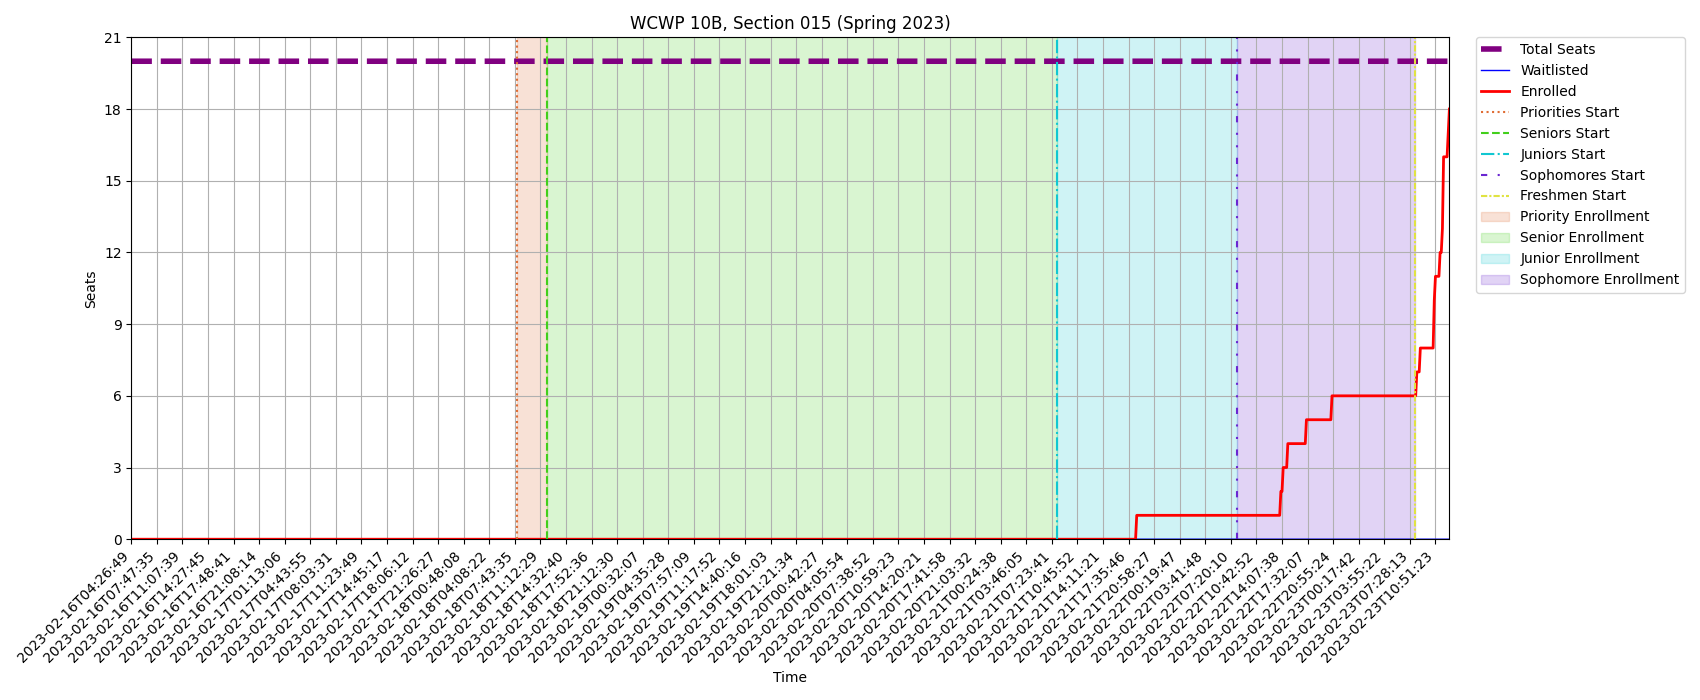 WCWP 10B, Section 015 (Spring 2023)
21
18
15
12
9
6
3
0
Seats
2023-02-16T04:26:49
2023-02-16T07:47:35
2023-02-16T11:07:39
2023-02-16T14:27:45
2023-02-16T17:48:41
2023-02-16T21:08:14
2023-02-17T01:13:06
2023-02-17T04:43:55
2023-02-17T08:03:31
2023-02-17T11:23:49
2023-02-17T14:45:17
2023-02-17T18:06:12
2023-02-17T21:26:27
2023-02-18T00:48:08
2023-02-18T04:08:22
2023-02-18T07:43:35
2023-02-18T11:12:29
2023-02-18T14:32:40
2023-02-18T17:52:36
2023-02-18T21:12:30
2023-02-19T00:32:07
2023-02-19T04:35:28
2023-02-19T07:57:09
2023-02-19T11:17:52
2023-02-19T14:40:16
2023-02-19T18:01:03
2023-02-19T21:21:34
2023-02-20T00:42:27
2023-02-20T04:05:54
2023-02-20T07:38:52
2023-02-20T10:59:23
2023-02-20T14:20:21
2023-02-20T17:41:58
2023-02-20T21:03:32
2023-02-21T00:24:38
2023-02-21T03:46:05
2023-02-21T07:23:41
2023-02-21T10:45:52
2023-02-21T14:11:21
2023-02-21T17:35:46
2023-02-21T20:58:27
2023-02-22T00:19:47
2023-02-22T03:41:48
2023-02-22T07:20:10
2023-02-22T10:42:52
2023-02-22T14:07:38
2023-02-22T17:32:07
2023-02-22T20:55:24
2023-02-23T00:17:42
2023-02-23T03:55:22
2023-02-23T07:28:13
2023-02-23T10:51:23
Time
Total Seats
Waitlisted
Enrolled
Priorities Start
Seniors Start
Juniors Start
Sophomores Start
Freshmen Start
Priority Enrollment
Senior Enrollment
Junior Enrollment
Sophomore Enrollment